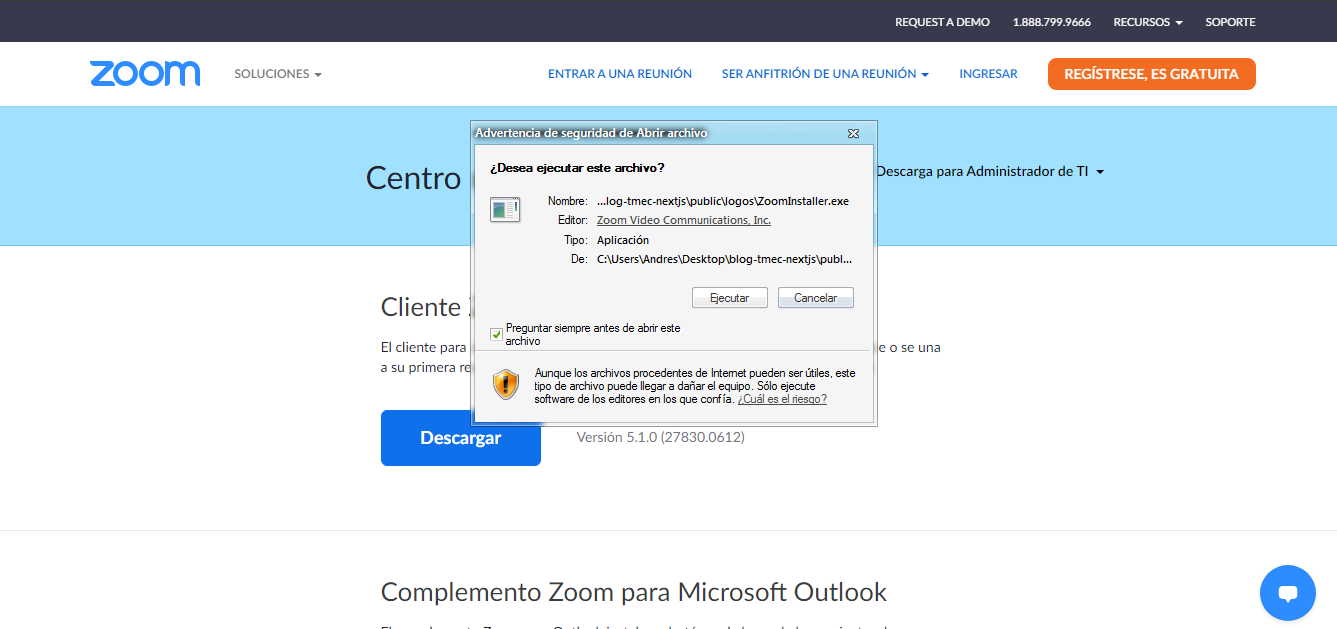 REQUEST A DEMO 1.888.799.9666 RECURSOS SOPORTE
zoom SOLUCIONES ENTRAR A UNA REUNIÓN SER ANFITRIÓN DE UNA REUNIÓN INGRESAR REGÍSTRESE, ES GRATUITA
Centro
Descarga para Administrador de TI
Advertencia de seguridad de Abrir archivo
¿Desea ejecutar este archivo?
Nombre: ...log-tmec-nextjs\public\logos\ZoomInstaller.exe
Editor: Zoom Video Communications, Inc.
Tipo: Aplicación
De: C:\Users\Andres\Desktop\blog-tmec-nextjs\publ...
Ejecutar Cancelar
Preguntar siempre antes de abrir este
archivo
Aunque los archivos procedentes de Internet pueden ser útiles, este
tipo de archivo puede llegar a dañar el equipo. Sólo ejecute
software de los editores en los que confía. ¿Cuál es el riesgo?
Cliente
El cliente para e o se una
a su primera re
Descargar Versión 5.1.0 (27830.0612)
Complemento Zoom para Microsoft Outlook